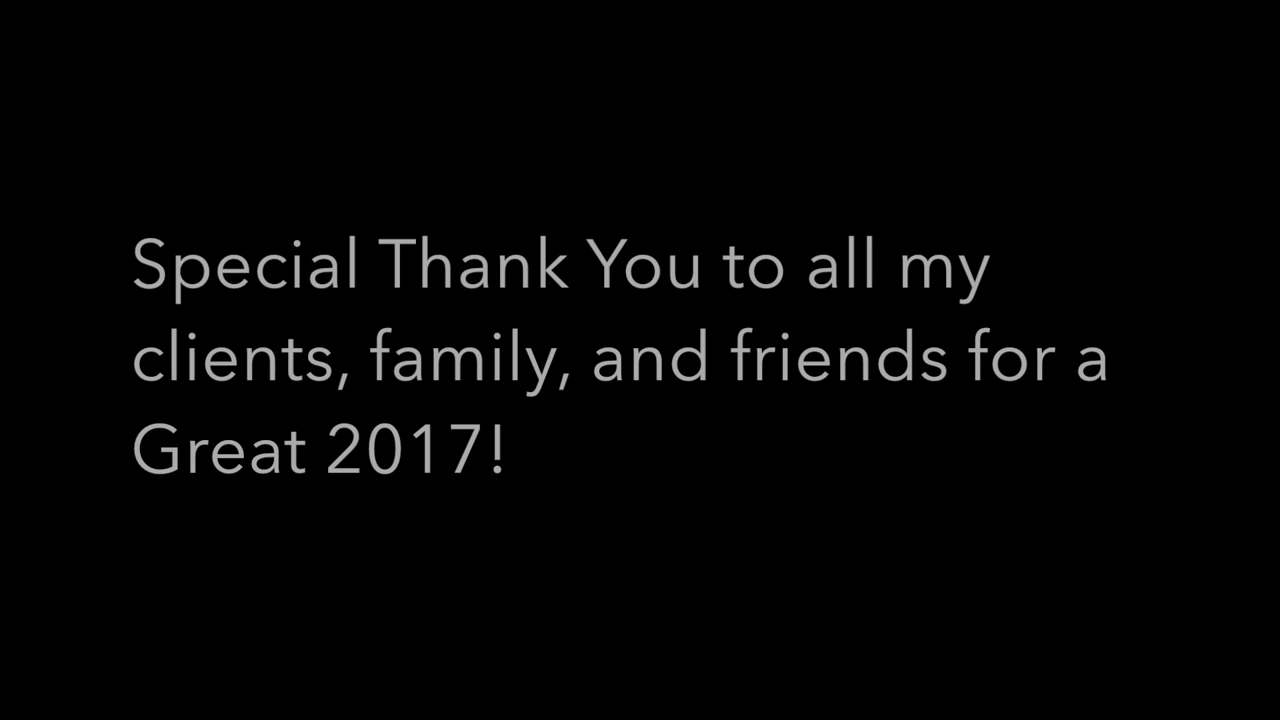 Special Thank You to all my
clients, family, and friends for a
Great 2017!